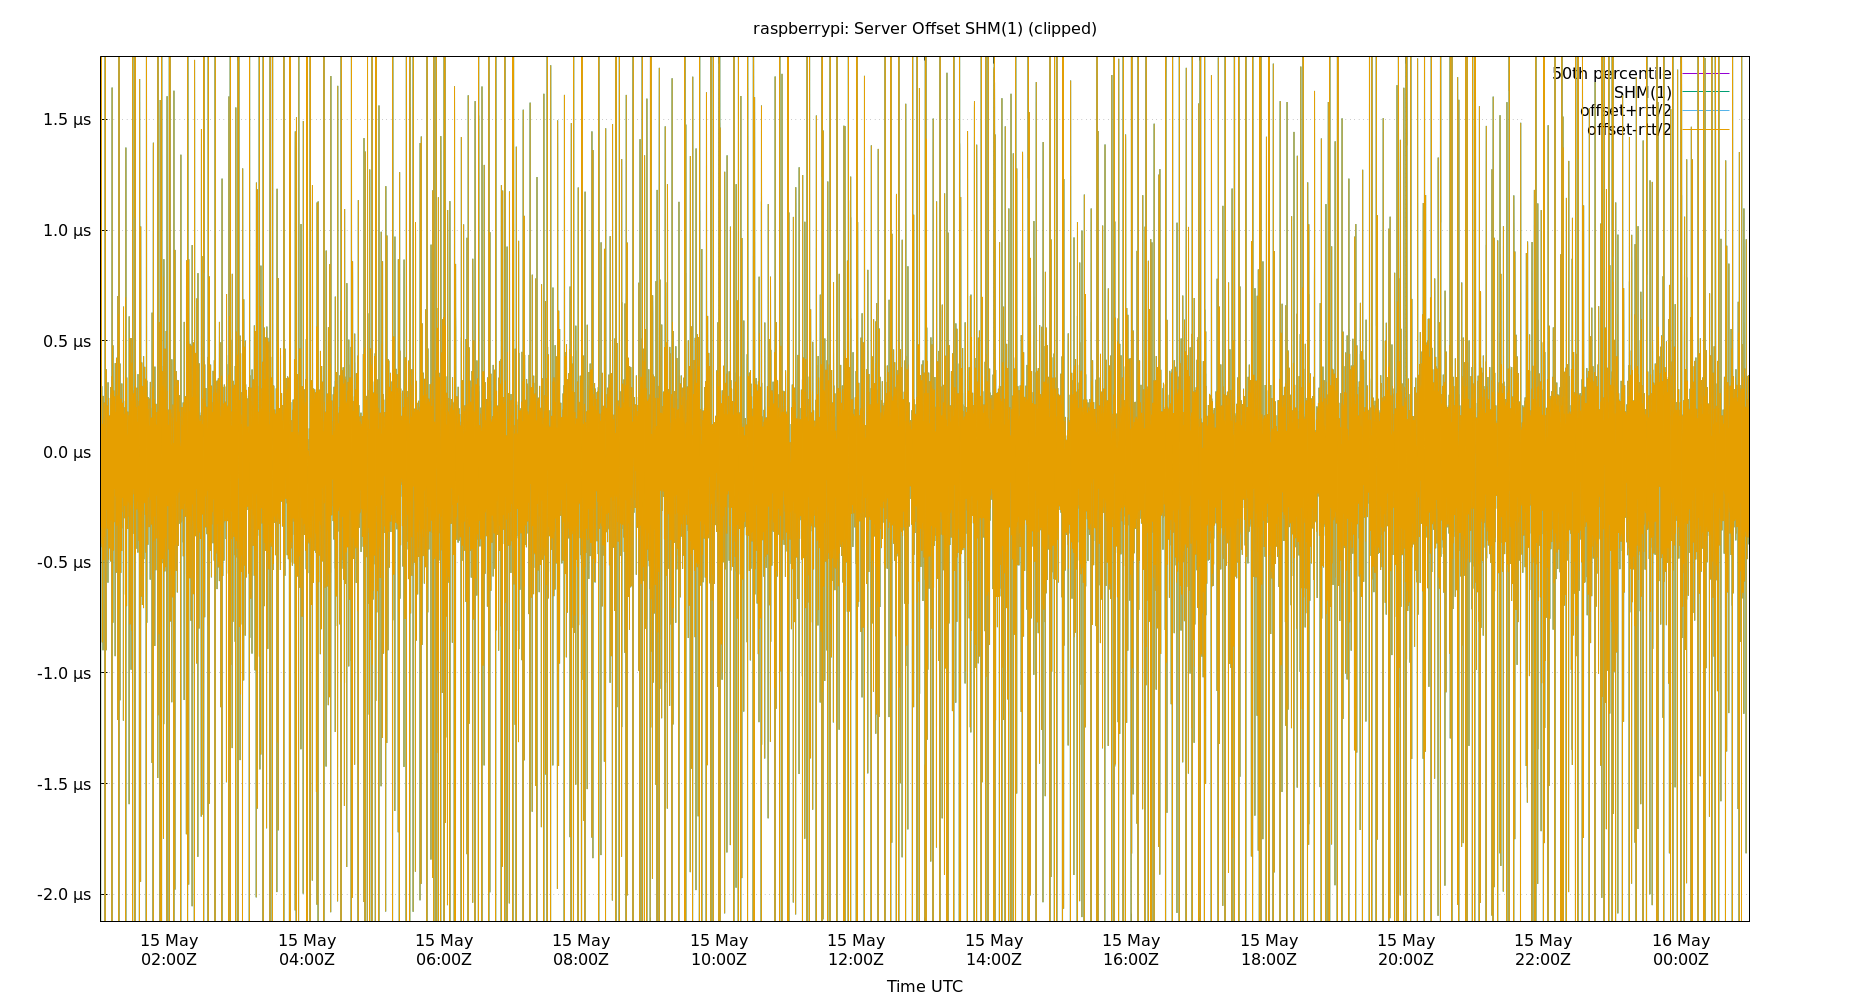 raspberrypi: Server Offset SHM(1) (clipped)
50th percentile
SHM(1)
offset+rtt/2
offset-rtt/2
1.5 µs
1.0 µs
0.5 µs
0.0 µs
-0.5 µs
-1.0 µs
-1.5 µs
-2.0 µs
15 May 15 May 15 May 15 May 15 May 15 May 15 May 15 May 15 May 15 May 15 May 16 May
02:00Z 04:00Z 06:00Z 08:00Z 10:00Z 12:00Z 14:00Z 16:00Z 18:00Z 20:00Z 22:00Z 00:00Z
Time UTC